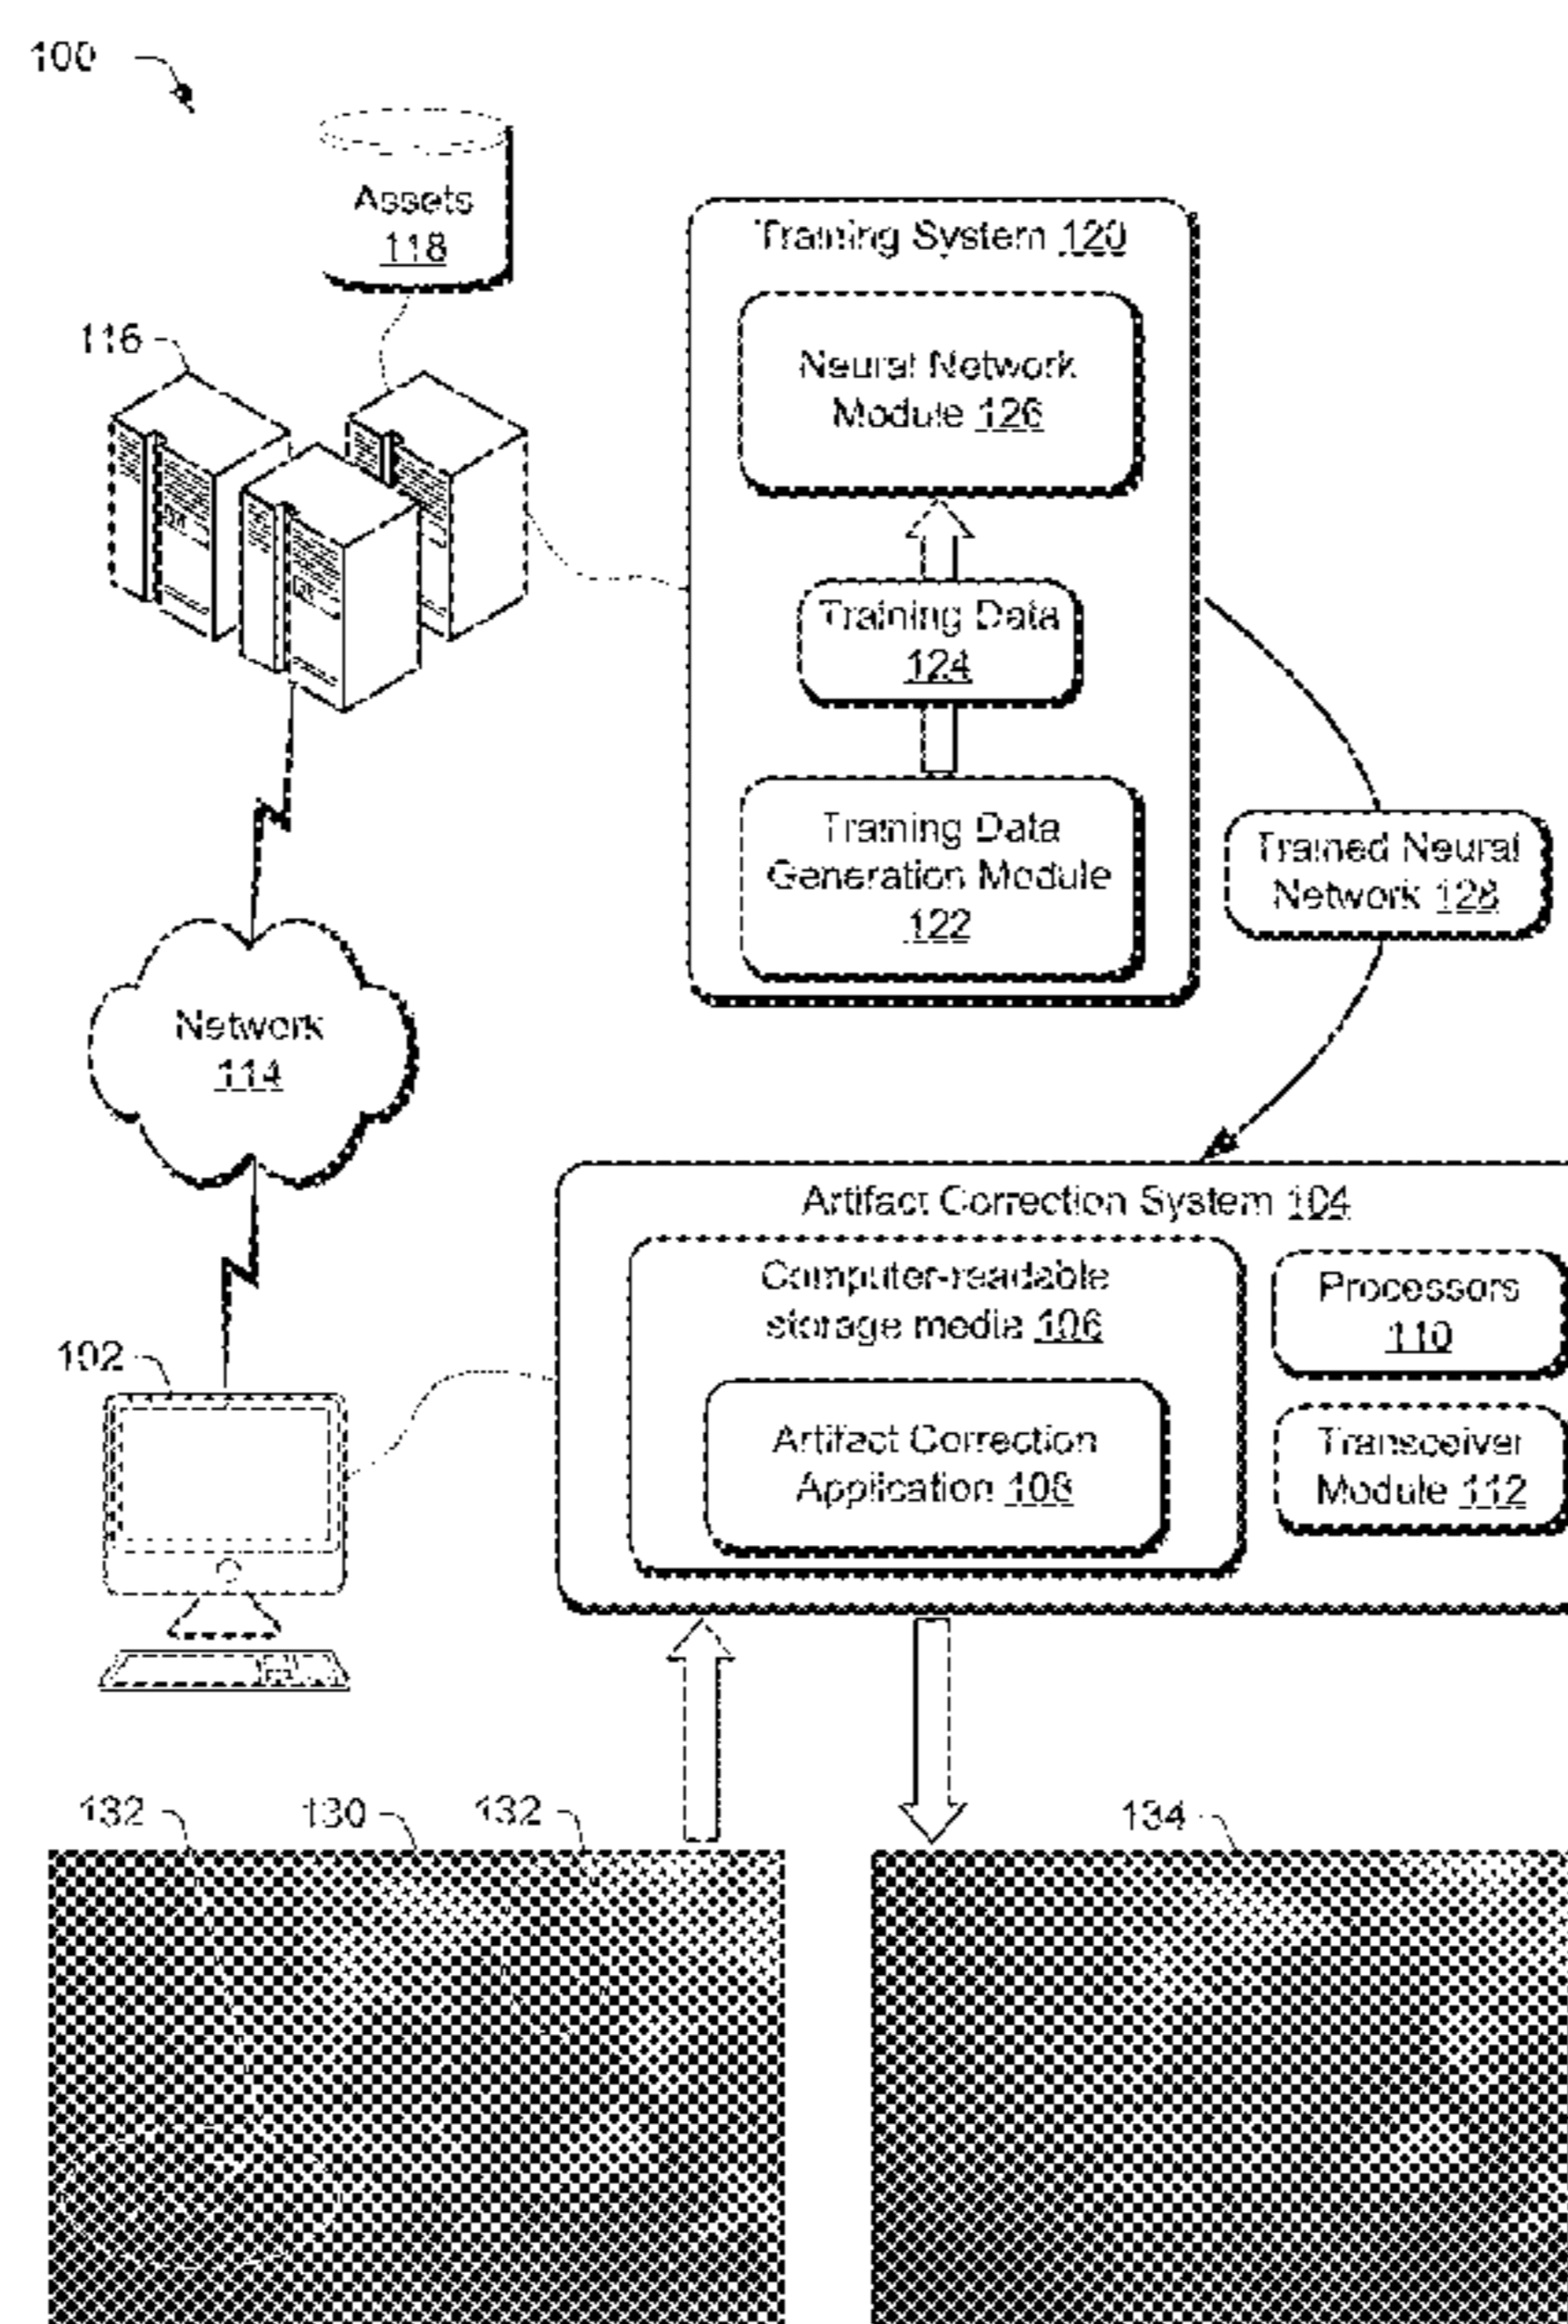 100
Assets
118
116
Training System 120
Neural Network
Module 126
Training Data
124
Training Data
Generation Module
122
Trained Neural
Network 128
Network
114
Artifact Correction System 104
Computer-readable
storage media 106
Processors
110
102
Artifact Correction
Application 108
Transceiver
Module 112
132
130
132
134